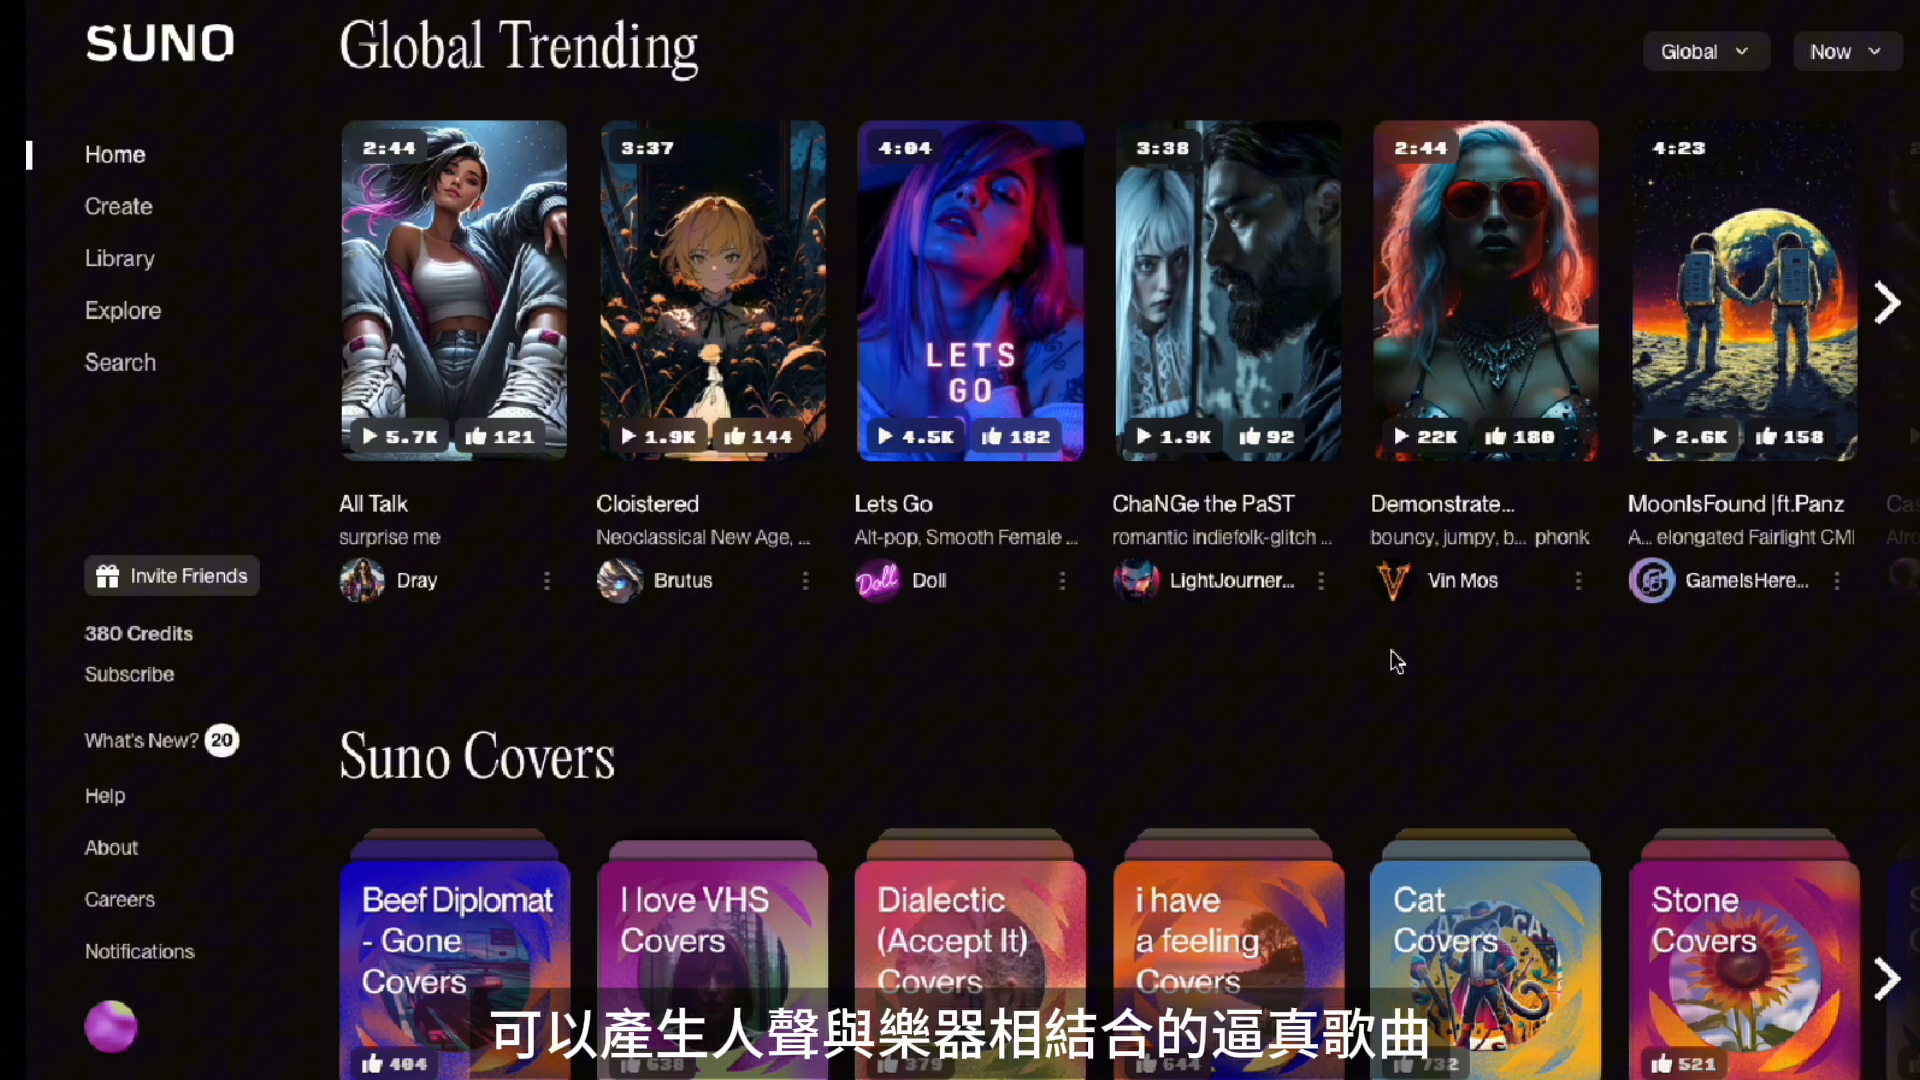 SUNO
Global Trending
Global
Now
Home
Create
Library
Explore
Search
2:44
3:37
4:04
3:38
2:44
4:23
LETS
GO
5.7K 121
1.9K 144
4.5K 182
1.9K 92
22K 180
2.6K 158
All Talk
surprise me
Dray
Cloistered
Neoclassical New Age, ...
Brutus
Lets Go
Alt-pop, Smooth Female ...
Doll
Doll
ChaNGe the PaST
romantic indiefolk-glitch ...
LightJourner...
Demonstrate...
bouncy, jumpy, b... phonk
Vin Mos
MoonIsFound |ft.Panz
A... elongated Fairlight CMI
GameIsHere...
Invite Friends
380 Credits
Subscribe
What's New? 20
Help
About
Careers
Notifications
Suno Covers
Beef Diplomat
- Gone
Covers
404
I love VHS
Covers
638
Dialectic
(Accept It)
Covers
379
i have
a feeling
Covers
644
Cat
Covers
732
Stone
Covers
521
可以產生人聲與樂器相結合的逼真歌曲